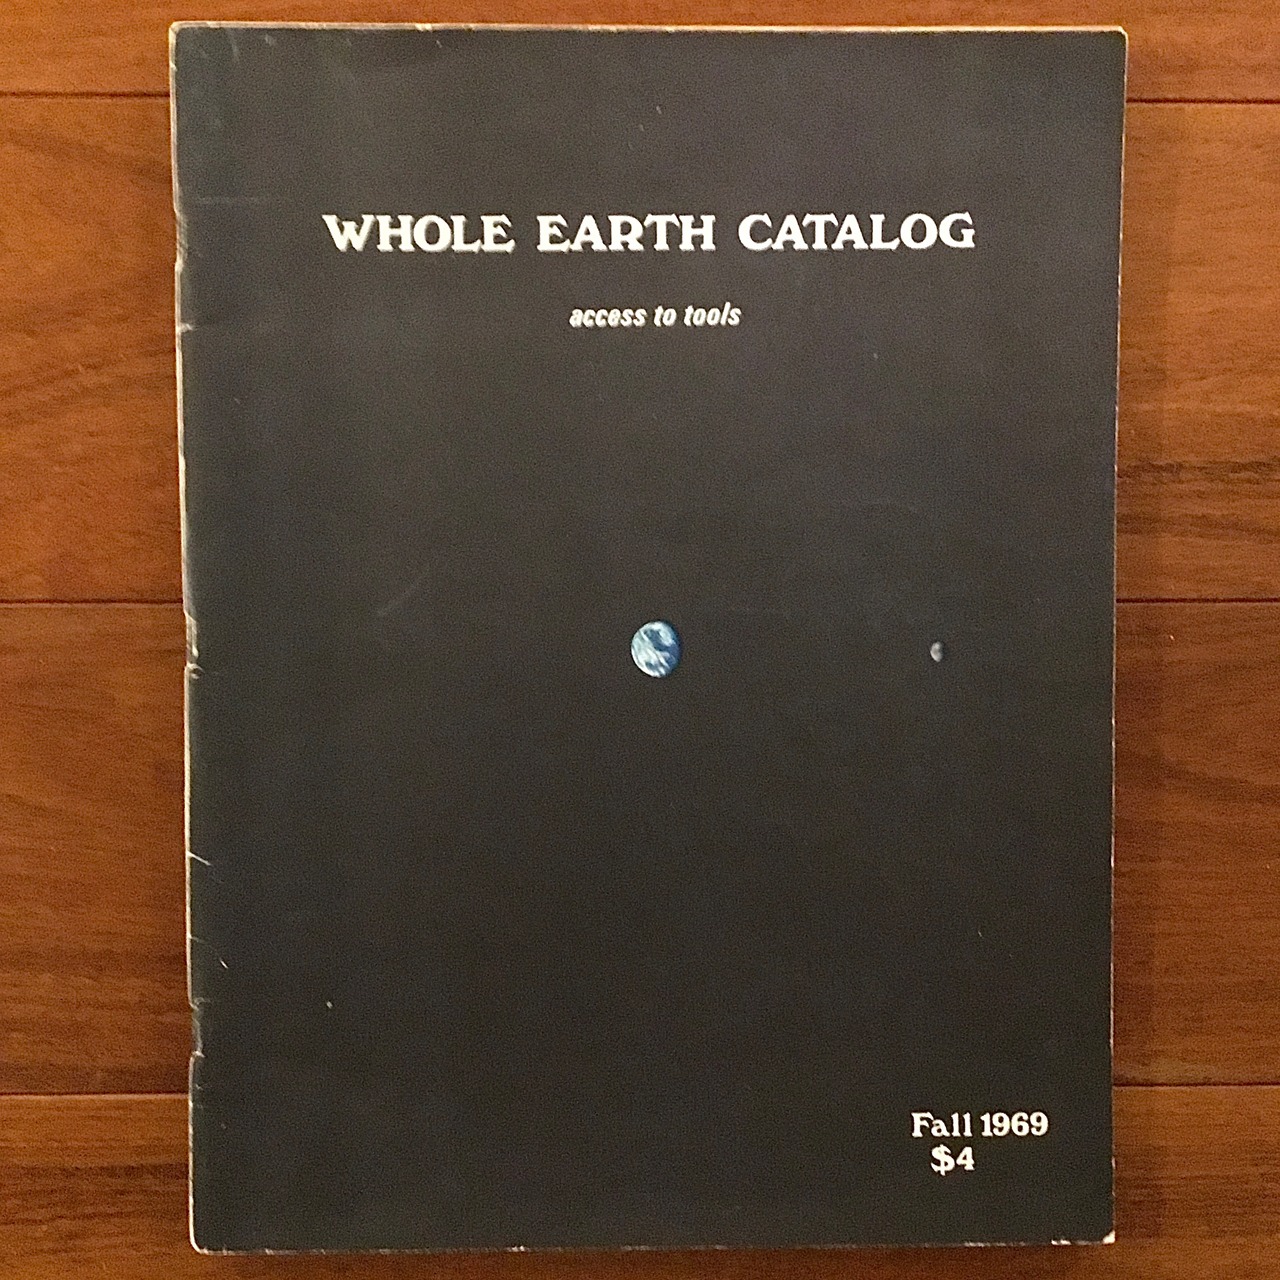 WHOLE EARTH CATALOG
access to tools
Fall 1969
$4